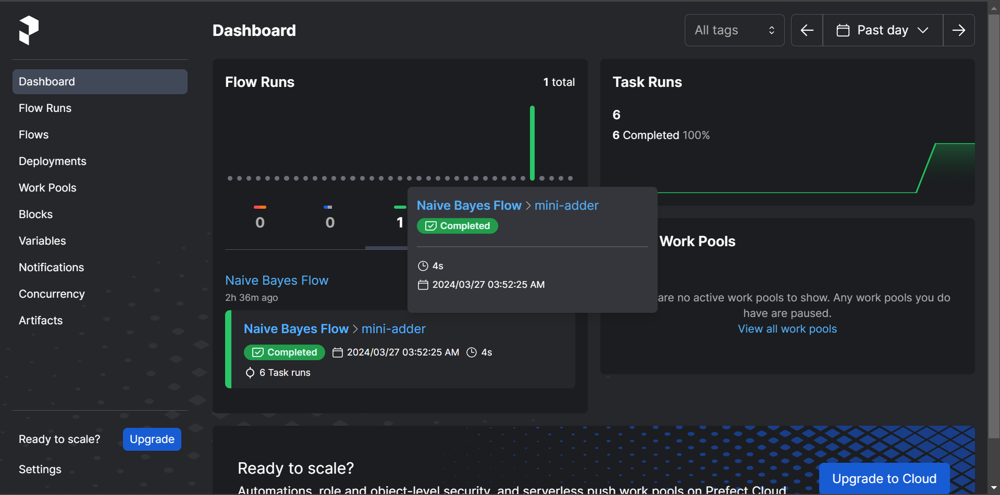 Dashboard
Flow Runs
Flows
Deployments
Work Pools
Blocks
Variables
Notifications
Concurrency
Artifacts
Ready to scale?
Upgrade
Settings
Dashboard
All tags
Past day
Flow Runs
1 total
0
0
1
Naive Bayes Flow
2h 36m ago
Naive Bayes Flow > mini-adder
Completed 2024/03/27 03:52:25 AM 4s
6 Task runs
Naive Bayes Flow > mini-adder
Completed
4s
2024/03/27 03:52:25 AM
Task Runs
6
6 Completed 100%
Work Pools
are no active work pools to show. Any work pools you do
have are paused.
View all work pools
Ready to scale?
Automations, role and object-level security, and serverless push work pools on Prefect Cloud
Upgrade to Cloud